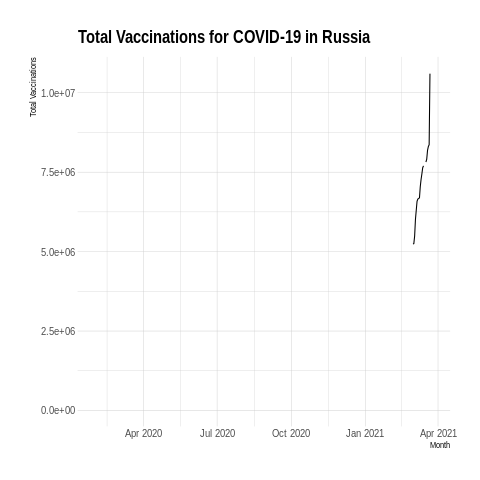 Total Vaccinations for COVID-19 in Russia
Total Vaccinations
1.0e+07
7.5e+06
5.0e+06
2.5e+06
0.0e+00
Apr 2020 Jul 2020 Oct 2020 Jan 2021 Apr 2021
Month